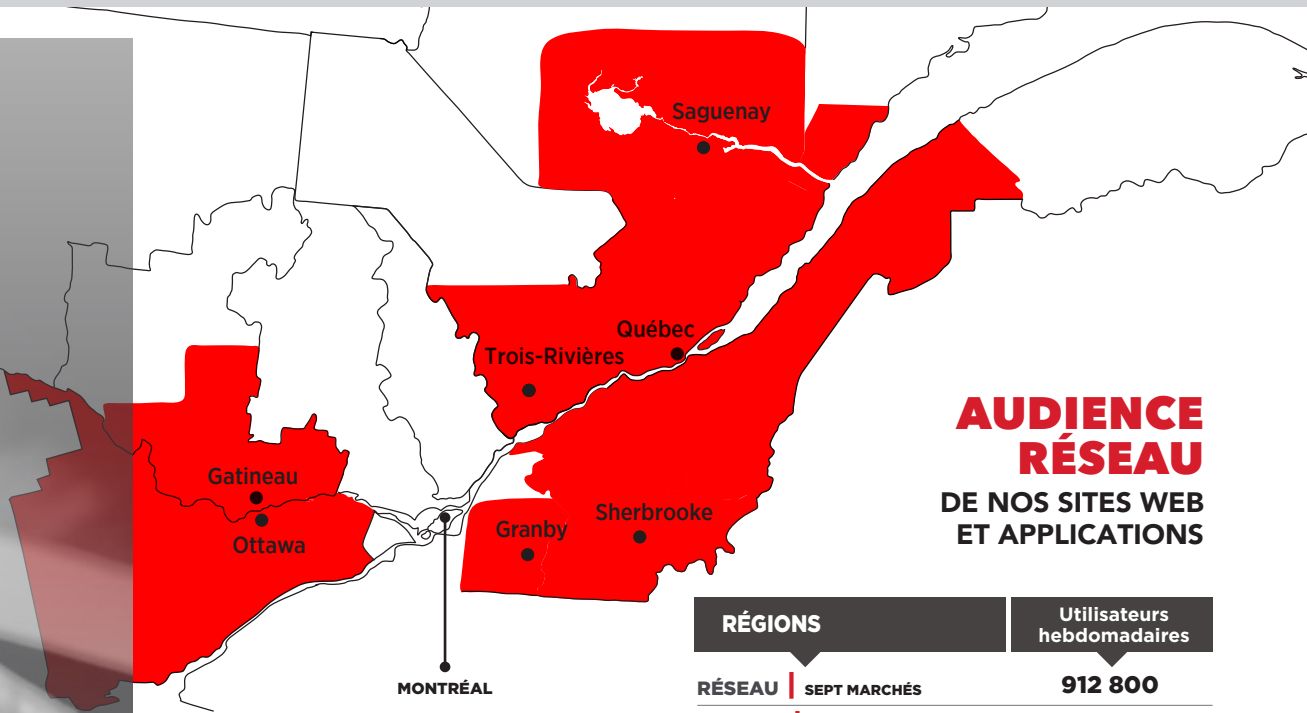 Saguenay
Québec
Trois-Rivières
Gatineau
Ottawa
Granby
Sherbrooke
MONTRÉAL
AUDIENCE
RÉSEAU
DE NOS SITES WEB
ET APPLICATIONS
RÉGIONS
Utilisateurs
hebdomadaires
RÉSEAU SEPT MARCHÉS 912 800